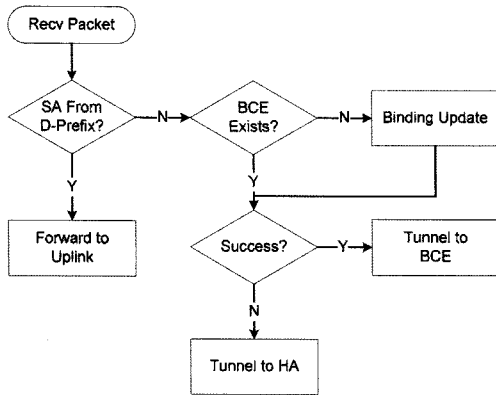 Recv Packet
SA From
D-Prefix?
N
BCE
Exists?
N
Binding Update
Y
Y
Forward to
Uplink
Success?
Y
Tunnel to
BCE
N
Tunnel to HA